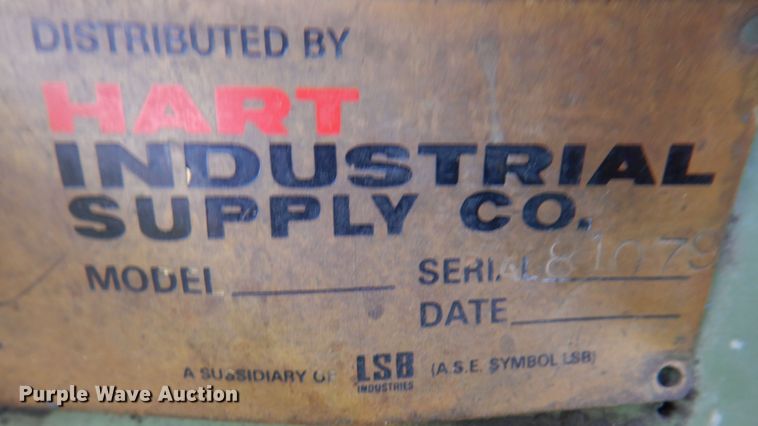 DISTRIBUTED BY
HART
INDUSTRIAL
SUPPLY CO.
MODEL
SERIAL 81079
DATE
A SUBSIDIARY OF LSB INDUSTRIES (A.S.E. SYMBOL LSB)
Purple Wave Auction